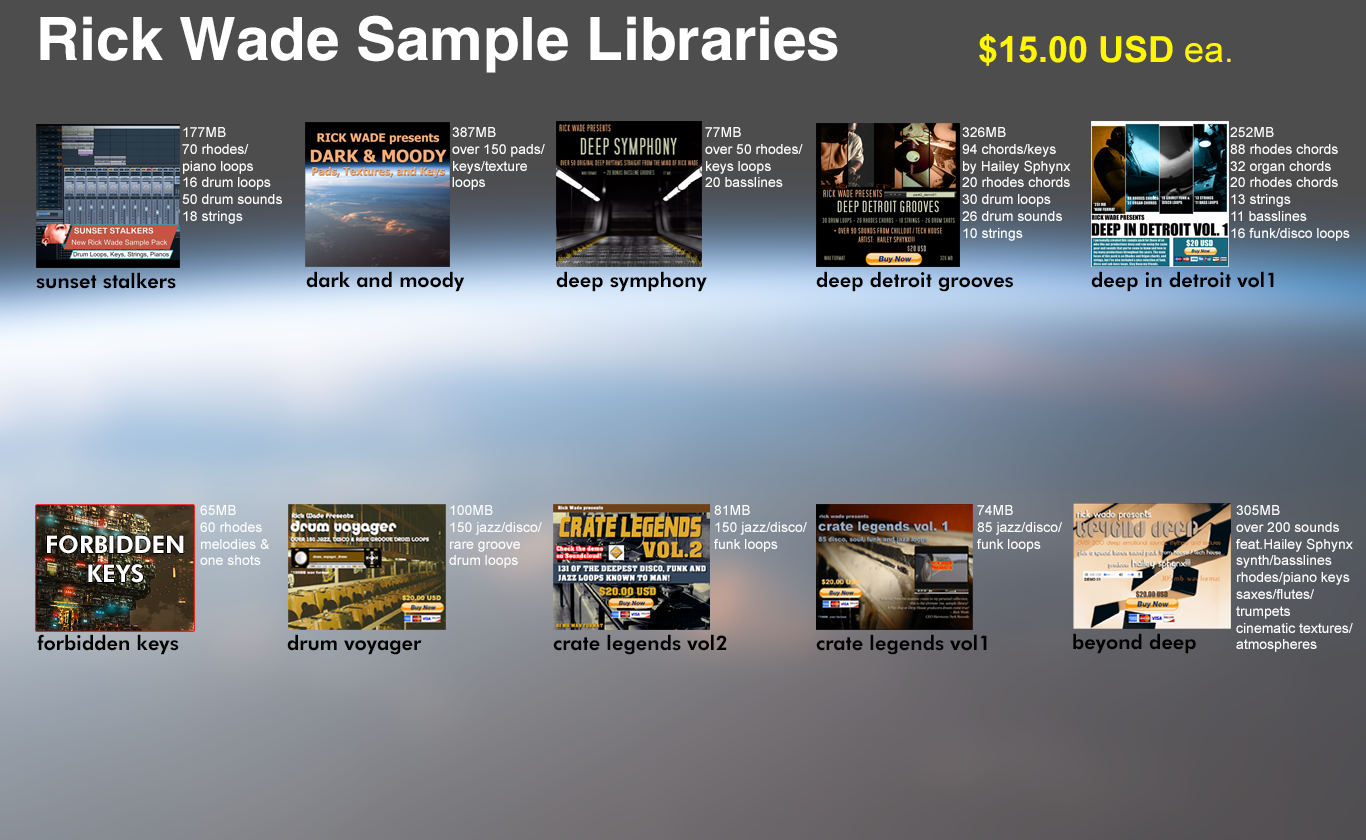 Rick Wade Sample Libraries
$15.00 USD ea.
SUNSET STALKERS
New Rick Wade Sample Pack
Drum Loops, Keys, Strings, Pianos
177MB
70 rhodes/
piano loops
16 drum loops
50 drum sounds
18 strings
sunset stalkers
RICK WADE presents
DARK & MOODY
Pads, Textures, and Keys
387MB
over 150 pads/
keys/texture
loops
dark and moody
RICK WADE PRESENTS
DEEP SYMPHONY
OVER 50 ORIGINAL DEEP RHYTHMS STRAIGHT FROM THE MIND OF RICK WADE
77MB
over 50 rhodes/
keys loops
20 basslines
deep symphony
RICK WADE PRESENTS
DEEP DETROIT GROOVES
30 DRUM LOOPS - 20 RHODES CHORDS - 10 STRINGS - 26 DRUM SHOTS
+ OVER 90 SOUNDS FROM CHILLOUT / TECH HOUSE
ARTIST: HAILEY SPHYNX!!!
$20 USD
Buy Now
326MB
94 chords/keys
by Hailey Sphynx
20 rhodes chords
30 drum loops
26 drum sounds
10 strings
deep detroit grooves
RICK WADE PRESENTS
DEEP IN DETROIT VOL. 1
$20 USD
Buy Now
252MB
88 rhodes chords
32 organ chords
20 rhodes chords
13 strings
11 basslines
16 funk/disco loops
deep in detroit vol1
FORBIDDEN
KEYS
65MB
60 rhodes
melodies &
one shots
forbidden keys
Rick Wade Presents
drum voyager
OVER 150 JAZZ, DISCO & RARE GROOVE DRUM LOOPS
$20.00 USD
Buy Now
100MB
150 jazz/disco/
rare groove
drum loops
drum voyager
Rick Wade presents
CRATE LEGENDS
VOL.2
Check the demo
on Soundcloud!
131 OF THE DEEPEST DISCO, FUNK AND
JAZZ LOOPS KNOWN TO MAN!
$20.00 USD
Buy Now
81MB
150 jazz/disco/
funk loops
crate legends vol2
rick wade presents
crate legends vol. 1
85 disco, soul, funk and jazz loops
$20.00 USD
Buy Now
74MB
85 jazz/disco/
funk loops
crate legends vol1
rick wade presents
beyond deep
$20.00 USD
Buy Now
305MB
over 200 sounds
feat.Hailey Sphynx
synth/basslines
rhodes/piano keys
saxes/flutes/
trumpets
cinematic textures/
atmospheres
beyond deep